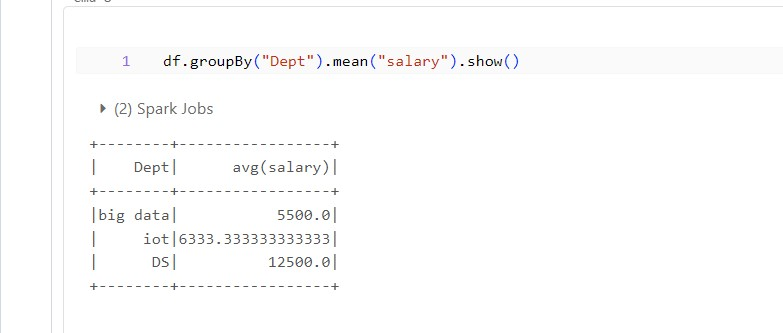 1 df.groupBy("Dept").mean("salary").show()
(2) Spark Jobs
+--------+-----------------+
|    Dept|      avg(salary)|
+--------+-----------------+
|big data|           5500.0|
|     iot|6333.333333333333|
|      DS|          12500.0|
+--------+-----------------+